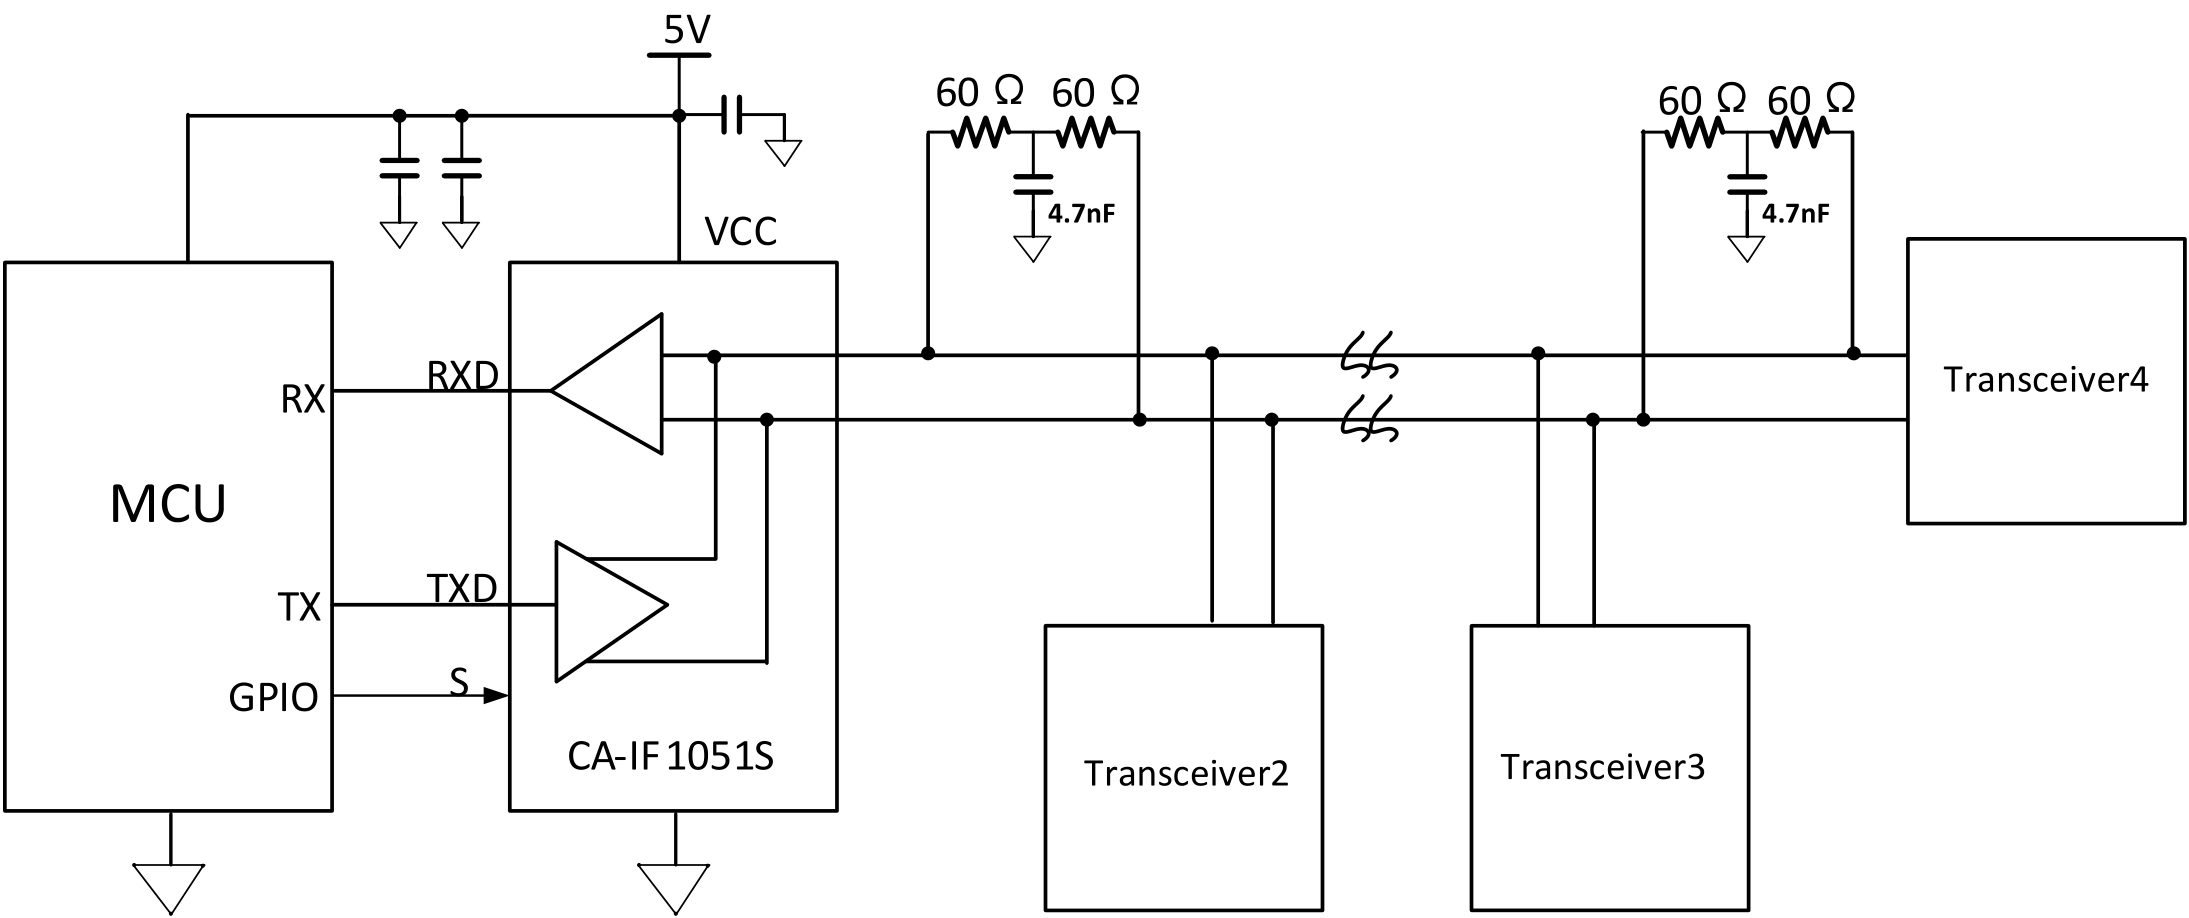 5V
60 Ω 60 Ω
60 Ω 60 Ω
4.7nF
4.7nF
VCC
RX
RXD
MCU
TX
TXD
GPIO
S
CA-IF1051S
Transceiver4
Transceiver2
Transceiver3